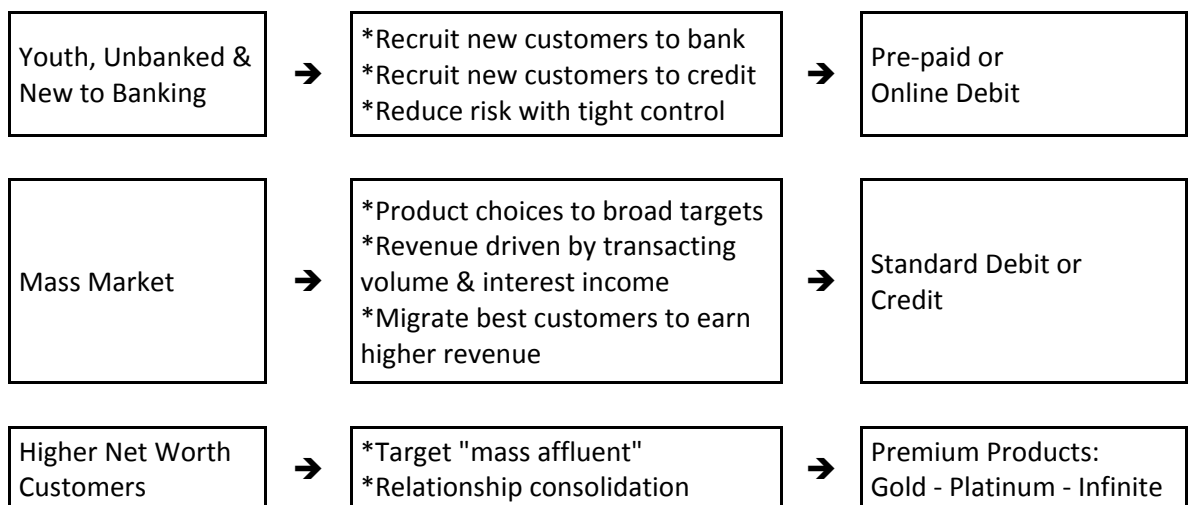 Youth, Unbanked &
New to Banking
➔
*Recruit new customers to bank
*Recruit new customers to credit
*Reduce risk with tight control
➔
Pre-paid or
Online Debit
Mass Market
➔
*Product choices to broad targets
*Revenue driven by transacting
volume & interest income
*Migrate best customers to earn
higher revenue
➔
Standard Debit or
Credit
Higher Net Worth
Customers
➔
*Target "mass affluent"
*Relationship consolidation
➔
Premium Products:
Gold - Platinum - Infinite